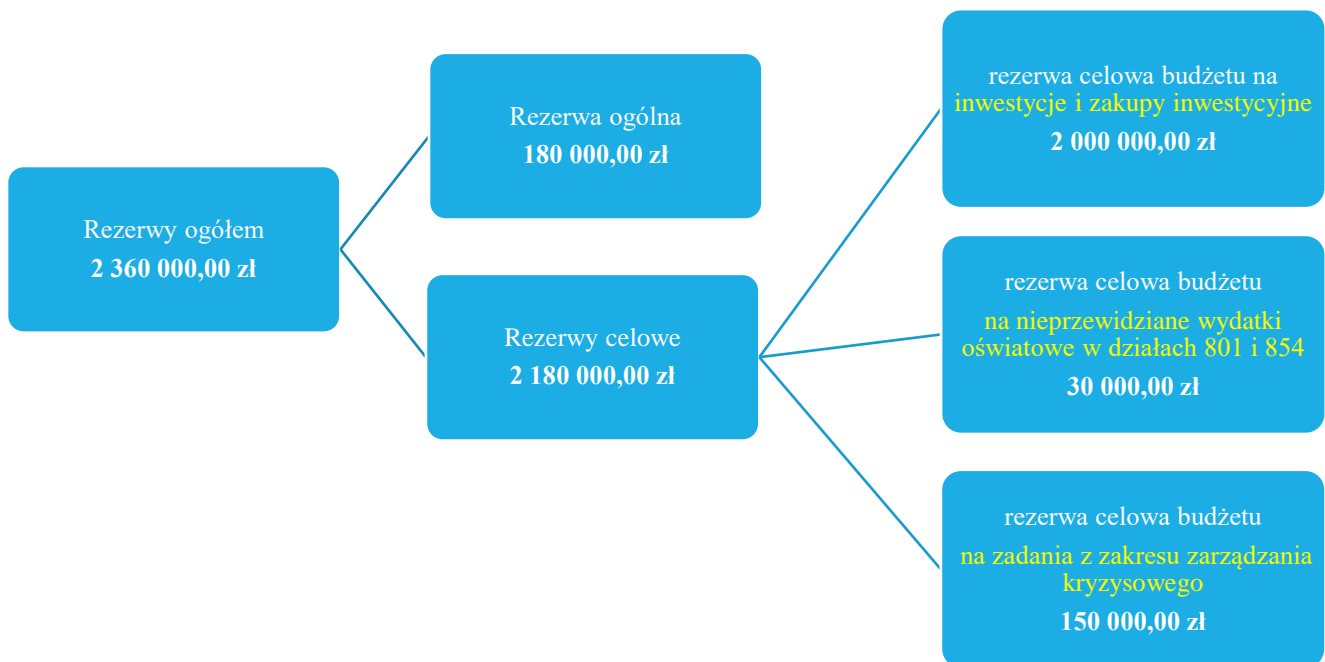 Rezerwy ogółem
2 360 000,00 zł
Rezerwa ogólna
180 000,00 zł
Rezerwy celowe
2 180 000,00 zł
rezerwa celowa budżetu na
inwestycje i zakupy inwestycyjne
2 000 000,00 zł
rezerwa celowa budżetu
na nieprzewidziane wydatki
oświatowe w działach 801 i 854
30 000,00 zł
rezerwa celowa budżetu
na zadania z zakresu zarządzania
kryzysowego
150 000,00 zł